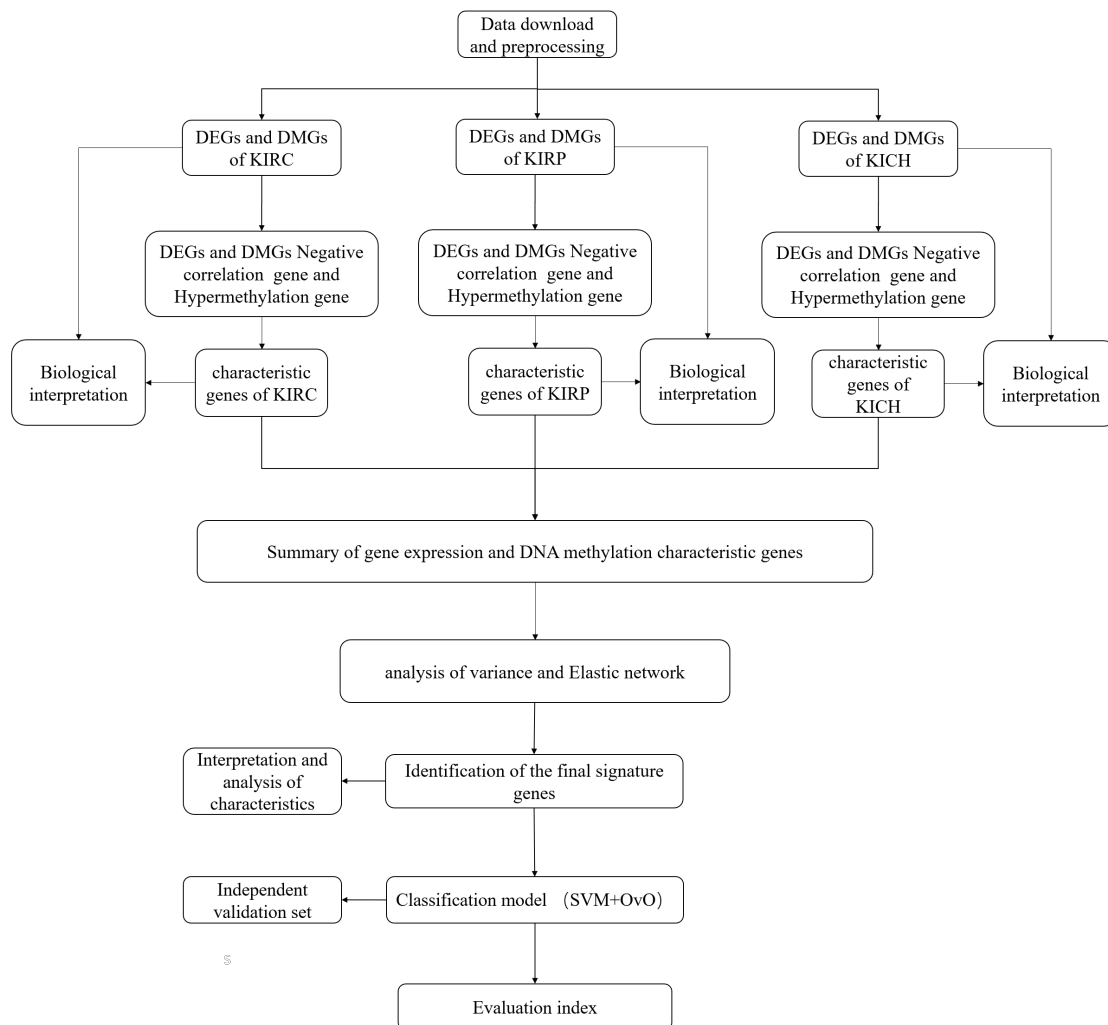 Data download
and preprocessing
DEGs and DMGs
of KIRC
DEGs and DMGs
of KIRP
DEGs and DMGs
of KICH
DEGs and DMGs Negative
correlation gene and
Hypermethylation gene
DEGs and DMGs Negative
correlation gene and
Hypermethylation gene
DEGs and DMGs Negative
correlation gene and
Hypermethylation gene
Biological
interpretation
characteristic
genes of KIRC
characteristic
genes of KIRP
Biological
interpretation
characteristic
genes of
KICH
Biological
interpretation
Summary of gene expression and DNA methylation characteristic genes
analysis of variance and Elastic network
Interpretation and
analysis of
characteristics
Identification of the final signature
genes
Independent
validation set
Classification model （SVM+OvO）
s
Evaluation index